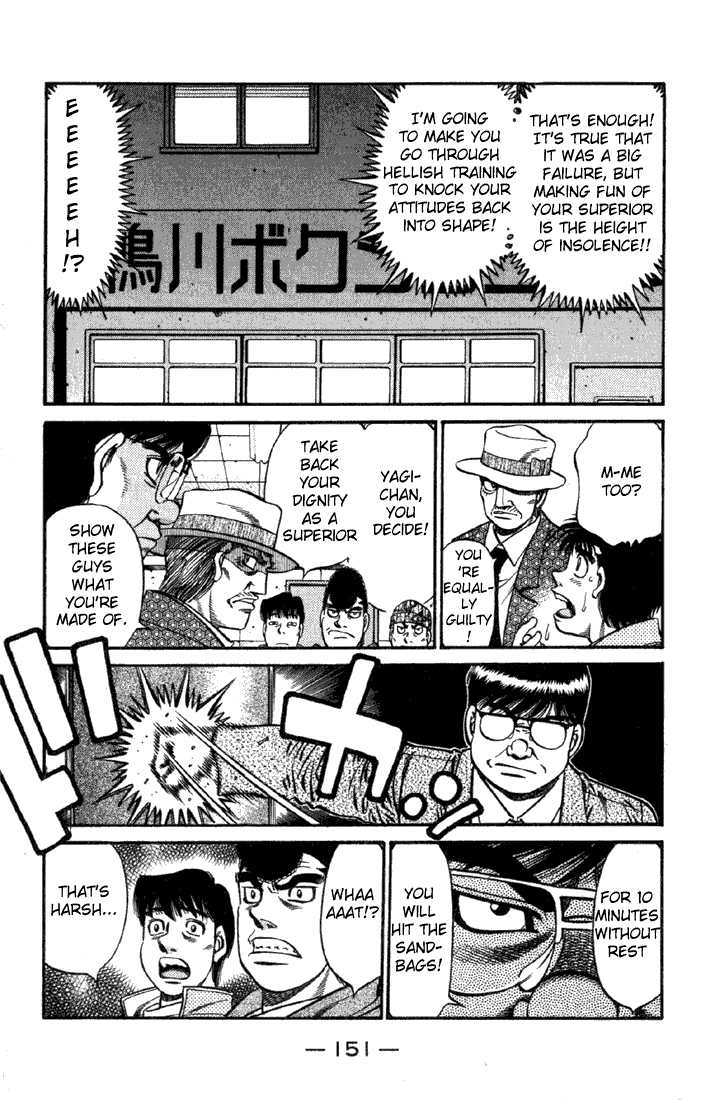 THAT'S ENOUGH!
IT'S TRUE THAT
IT WAS A BIG
FAILURE, BUT
MAKING FUN OF
YOUR SUPERIOR
IS THE HEIGHT
OF INSOLENCE!!
I'M GOING
TO MAKE YOU
GO THROUGH
HELLISH TRAINING
TO KNOCK YOUR
ATTITUDES BACK
INTO SHAPE!
E
E
E
E
E
E
H
!?
鴨川ボクシ
M-ME
TOO?
YOU
'RE
EQUAL-
LY
GUILTY
!
YAGI-
CHAN,
YOU
DECIDE!
TAKE
BACK
YOUR
DIGNITY
AS A
SUPERIOR
SHOW
THESE
GUYS
WHAT
YOU'RE
MADE OF.
ドガッ
FOR 10
MINUTES
WITHOUT
REST
YOU
WILL
HIT THE
SAND-
BAGS!
WHAA
AAAT!?
THAT'S
HARSH...
— 151 —